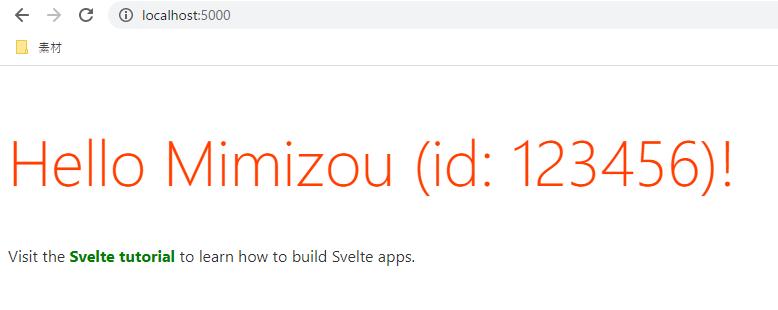 localhost:5000
素材
Hello Mimizou (id: 123456)!
Visit the Svelte tutorial to learn how to build Svelte apps.